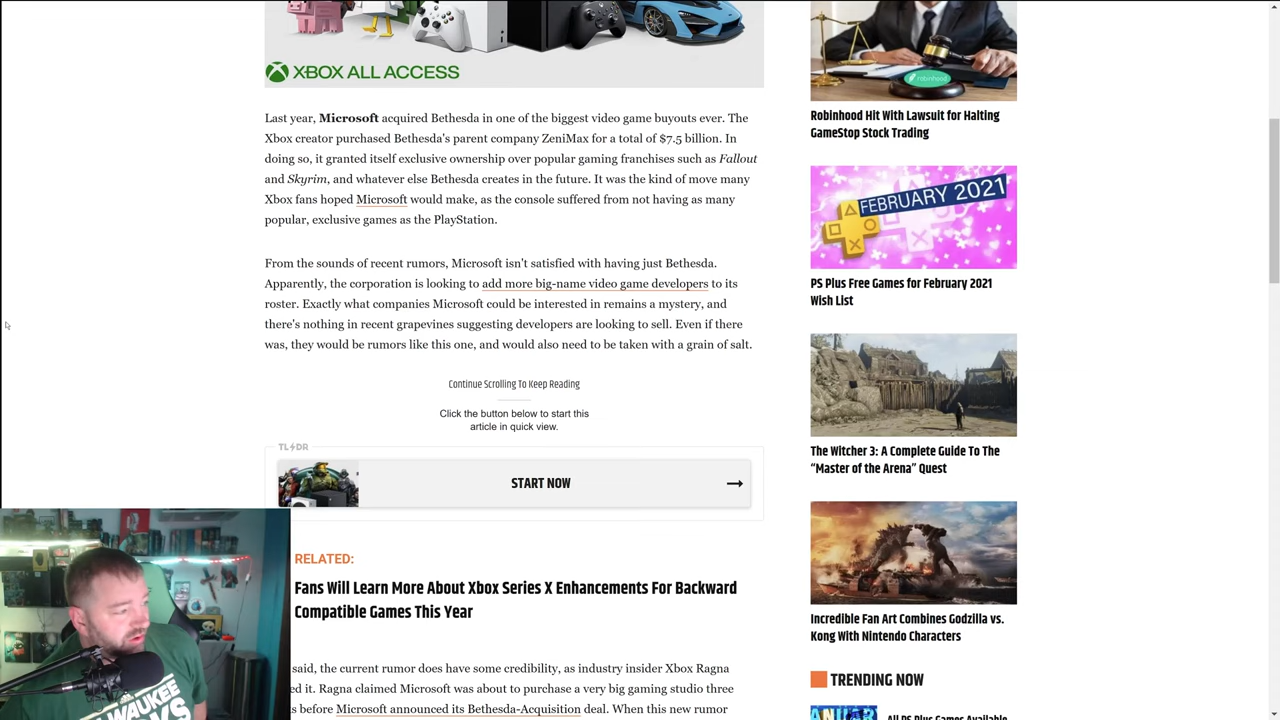 XBOX ALL ACCESS
Last year, Microsoft acquired Bethesda in one of the biggest video game buyouts ever. The
Xbox creator purchased Bethesda's parent company ZeniMax for a total of $7.5 billion. In
doing so, it granted itself exclusive ownership over popular gaming franchises such as Fallout
and Skyrim, and whatever else Bethesda creates in the future. It was the kind of move many
Xbox fans hoped Microsoft would make, as the console suffered from not having as many
popular, exclusive games as the PlayStation.
From the sounds of recent rumors, Microsoft isn't satisfied with having just Bethesda.
Apparently, the corporation is looking to add more big-name video game developers to its
roster. Exactly what companies Microsoft could be interested in remains a mystery, and
there's nothing in recent grapevines suggesting developers are looking to sell. Even if there
was, they would be rumors like this one, and would also need to be taken with a grain of salt.
Continue Scrolling To Keep Reading
Click the button below to start this
article in quick view.
TL DR
START NOW
RELATED:
Fans Will Learn More About Xbox Series X Enhancements For Backward
Compatible Games This Year
said, the current rumor does have some credibility, as industry insider Xbox Ragna
ed it. Ragna claimed Microsoft was about to purchase a very big gaming studio three
s before Microsoft announced its Bethesda-Acquisition deal. When this new rumor
robinhood
Robinhood Hit With Lawsuit for Halting
GameStop Stock Trading
FEBRUARY 2021
PS Plus Free Games for February 2021
Wish List
The Witcher 3: A Complete Guide To The
"Master of the Arena" Quest
Incredible Fan Art Combines Godzilla vs.
Kong With Nintendo Characters
TRENDING NOW
All PS Plus Games Available